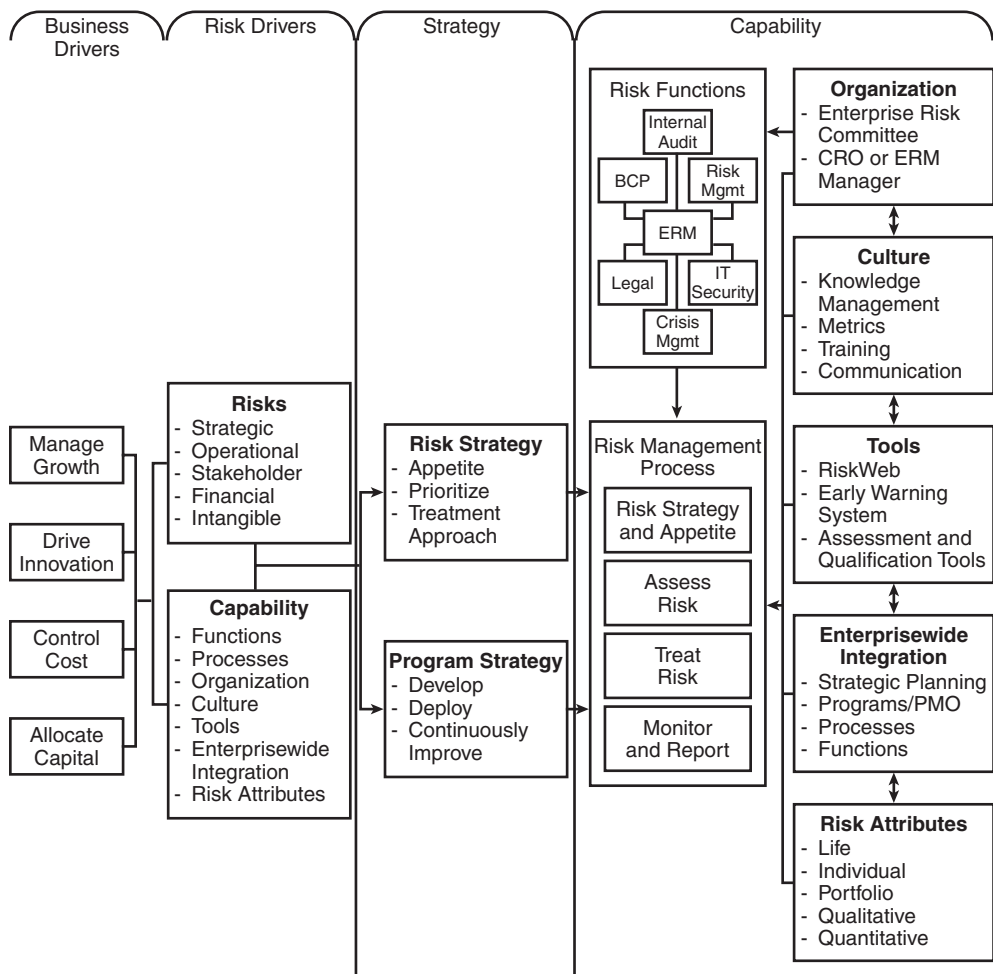 Business
Drivers
Risk Drivers
Strategy
Capability
Manage
Growth
Drive
Innovation
Control
Cost
Allocate
Capital
Risks
- Strategic
- Operational
- Stakeholder
- Financial
- Intangible
Capability
- Functions
- Processes
- Organization
- Culture
- Tools
- Enterprisewide
Integration
- Risk Attributes
Risk Strategy
- Appetite
- Prioritize
- Treatment
Approach
Program Strategy
- Develop
- Deploy
- Continuously
Improve
Risk Functions
Internal
Audit
BCP
Risk
Mgmt
ERM
Legal
IT
Security
Crisis
Mgmt
Risk Management
Process
Risk Strategy
and Appetite
Assess
Risk
Treat
Risk
Monitor
and Report
Organization
- Enterprise Risk
Committee
- CRO or ERM
Manager
Culture
- Knowledge
Management
- Metrics
- Training
- Communication
Tools
- RiskWeb
- Early Warning
System
- Assessment and
Qualification Tools
Enterprisewide
Integration
- Strategic Planning
- Programs/PMO
- Processes
- Functions
Risk Attributes
- Life
- Individual
- Portfolio
- Qualitative
- Quantitative